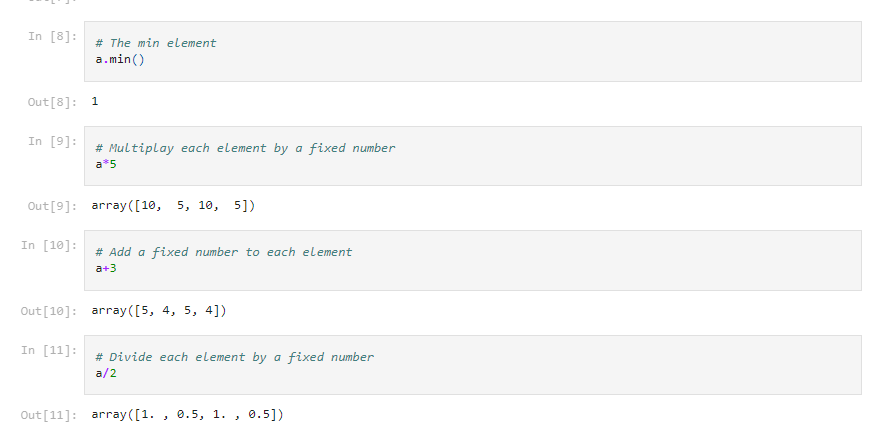 In [8]:
# The min element
a.min()
Out[8]: 1
In [9]:
# Multiplay each element by a fixed number
a*5
Out[9]: array([10,  5, 10,  5])
In [10]:
# Add a fixed number to each element
a+3
Out[10]: array([5, 4, 5, 4])
In [11]:
# Divide each element by a fixed number
a/2
Out[11]: array([1. , 0.5, 1. , 0.5])